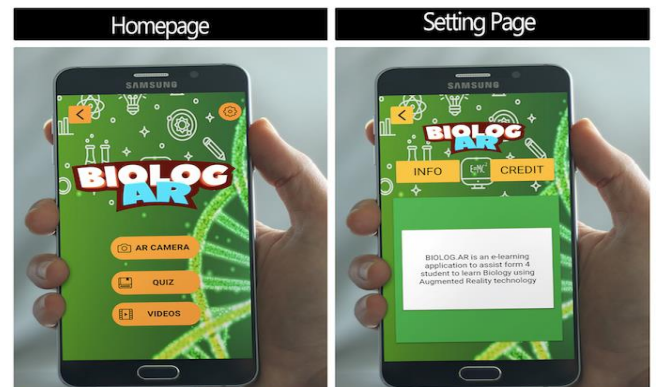 Homepage
Setting Page
SAMSUNG
BIOLOG
AR
AR CAMERA
QUIZ
VIDEOS
SAMSUNG
BIOLOG
AR
INFO
E=MC²
CREDIT
BIOLOG.AR is an e-learning
application to assist form 4
student to learn Biology using
Augmented Reality technology